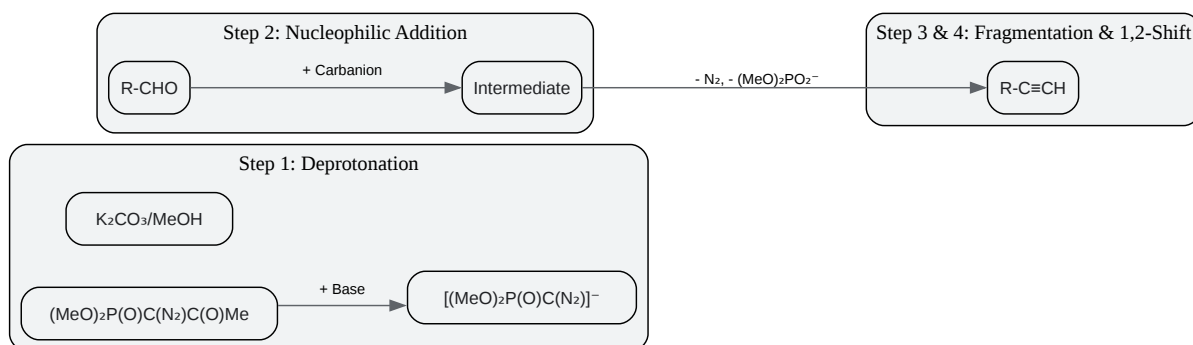 Step 2: Nucleophilic Addition
R-CHO
+ Carbanion
Intermediate
- N₂, - (MeO)₂PO₂⁻
Step 3 & 4: Fragmentation & 1,2-Shift
R-C≡CH
Step 1: Deprotonation
K₂CO₃/MeOH
(MeO)₂P(O)C(N₂)C(O)Me
+ Base
[(MeO)₂P(O)C(N₂)]⁻